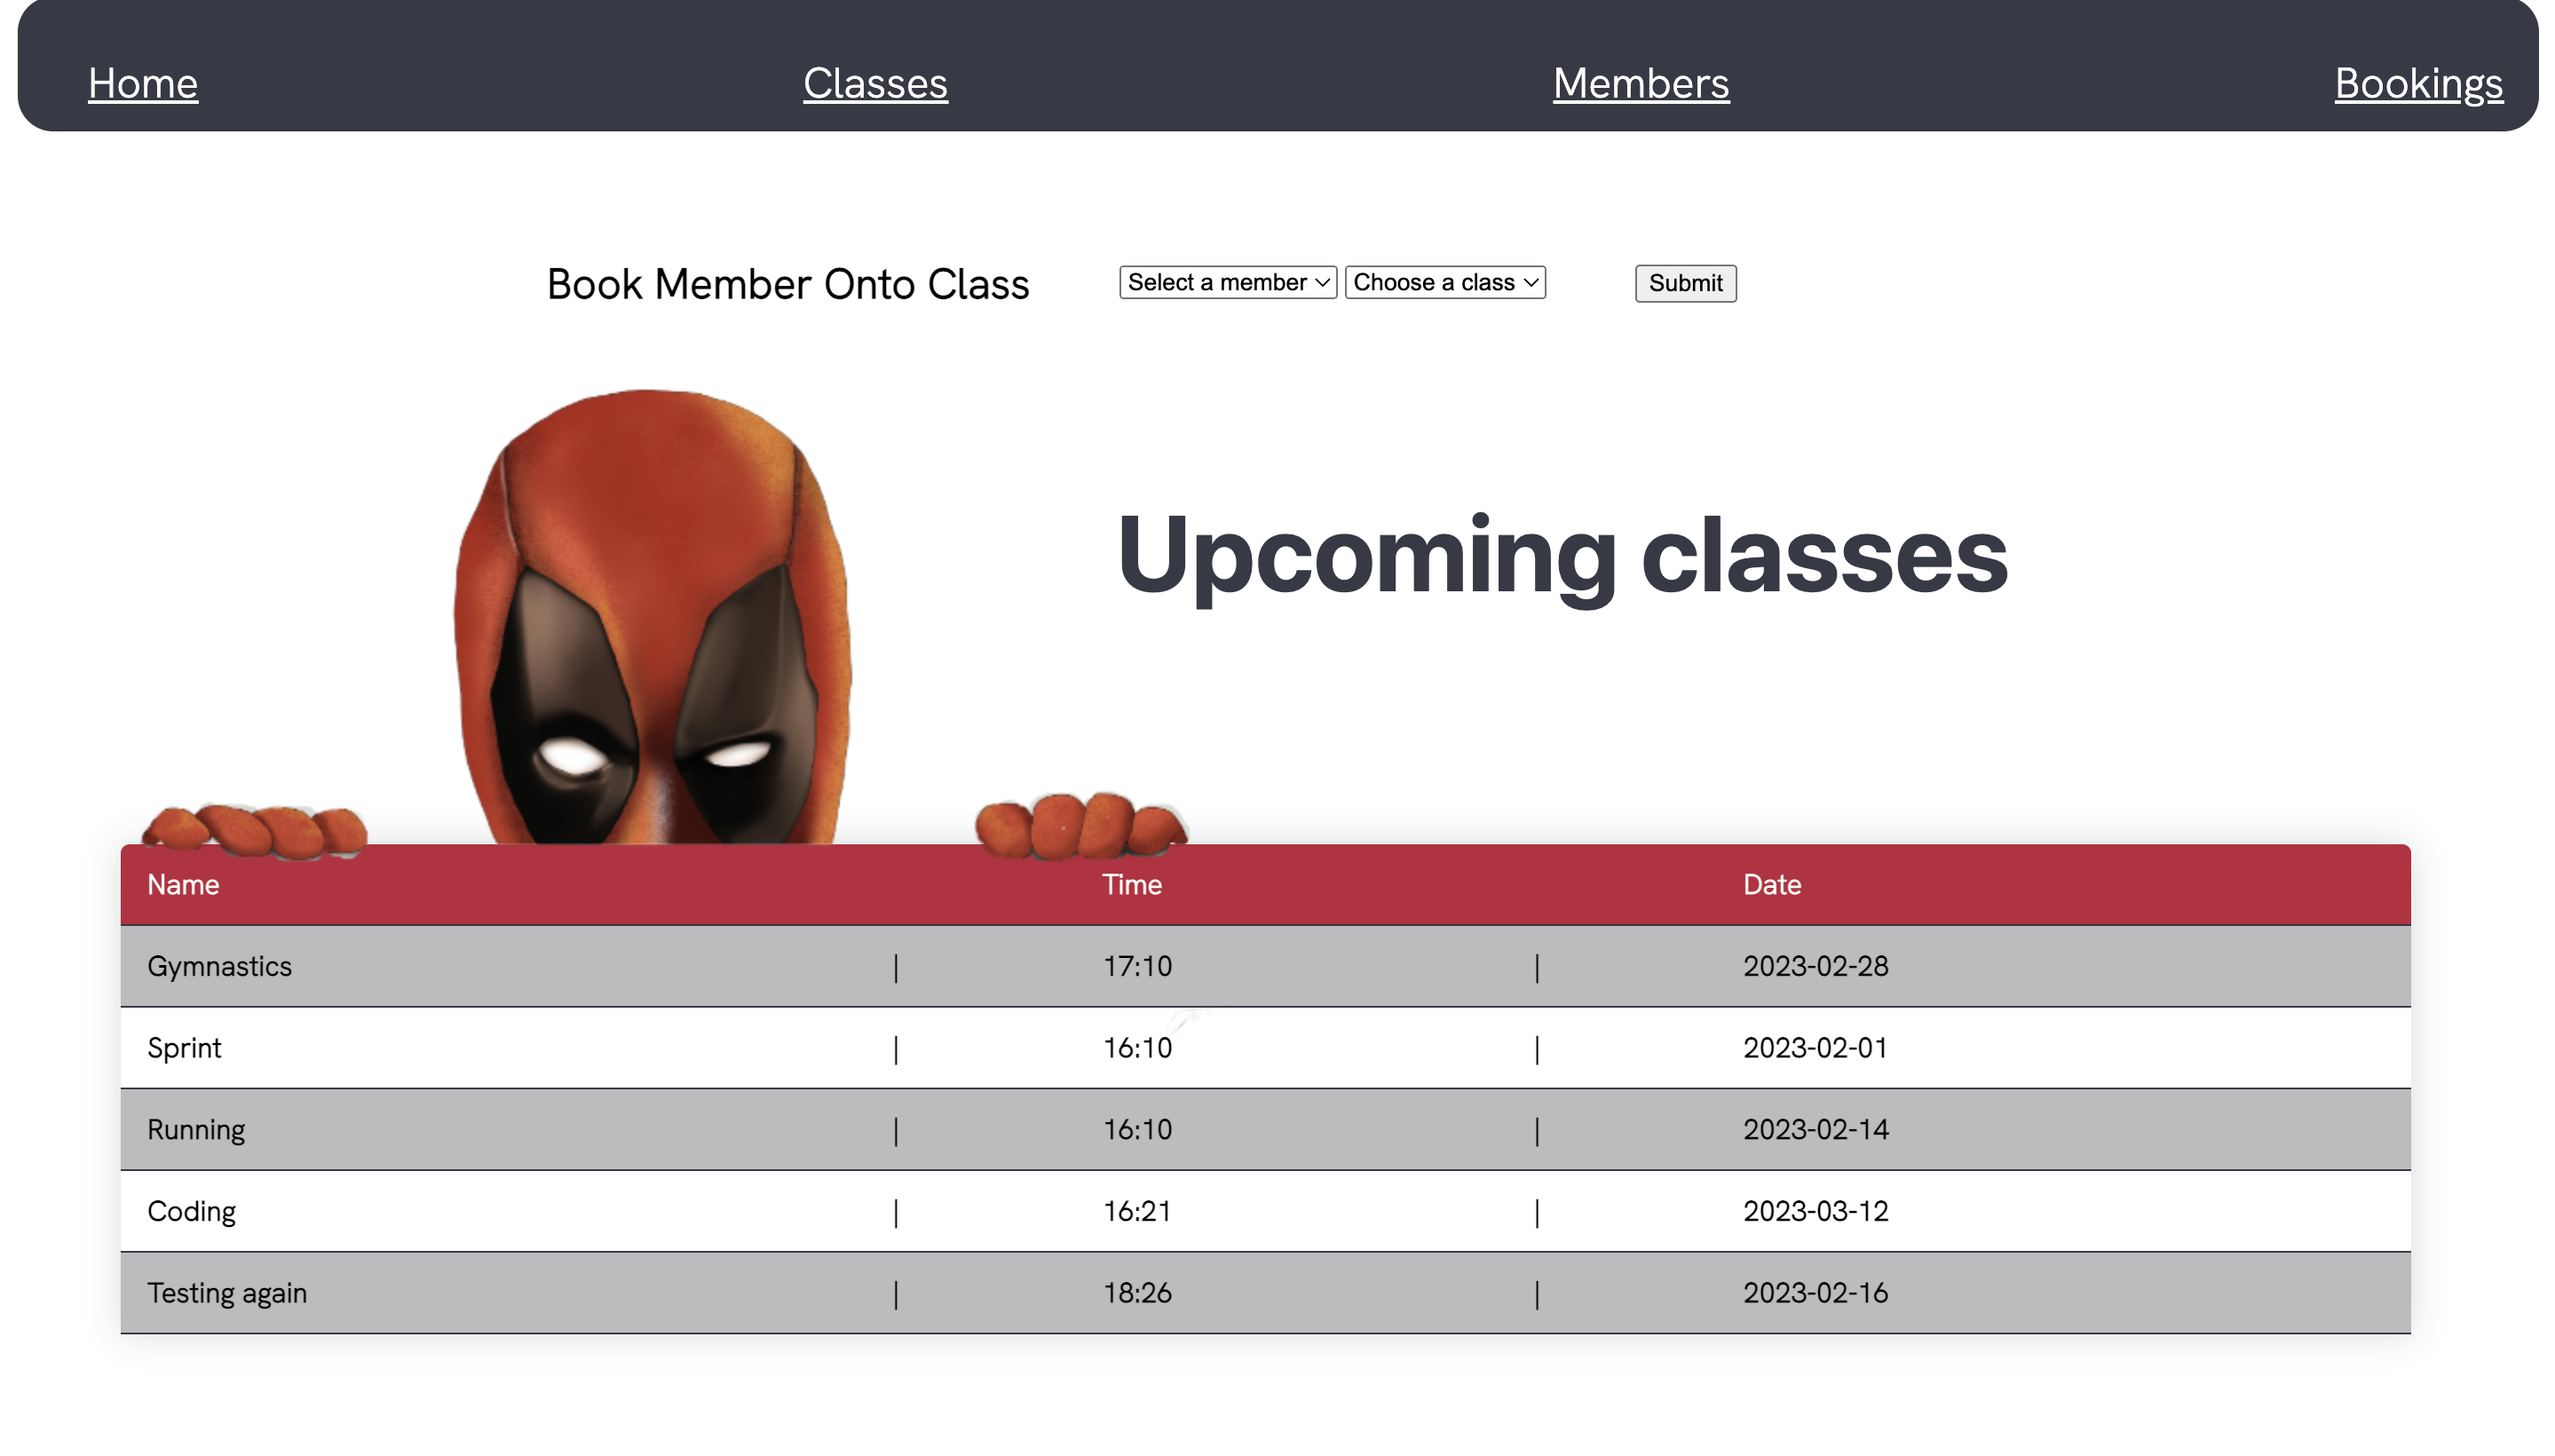 Home Classes Members Bookings
Book Member Onto Class Select a member Choose a class Submit
Upcoming classes
Name Time Date
Gymnastics | 17:10 | 2023-02-28
Sprint | 16:10 | 2023-02-01
Running | 16:10 | 2023-02-14
Coding | 16:21 | 2023-03-12
Testing again | 18:26 | 2023-02-16